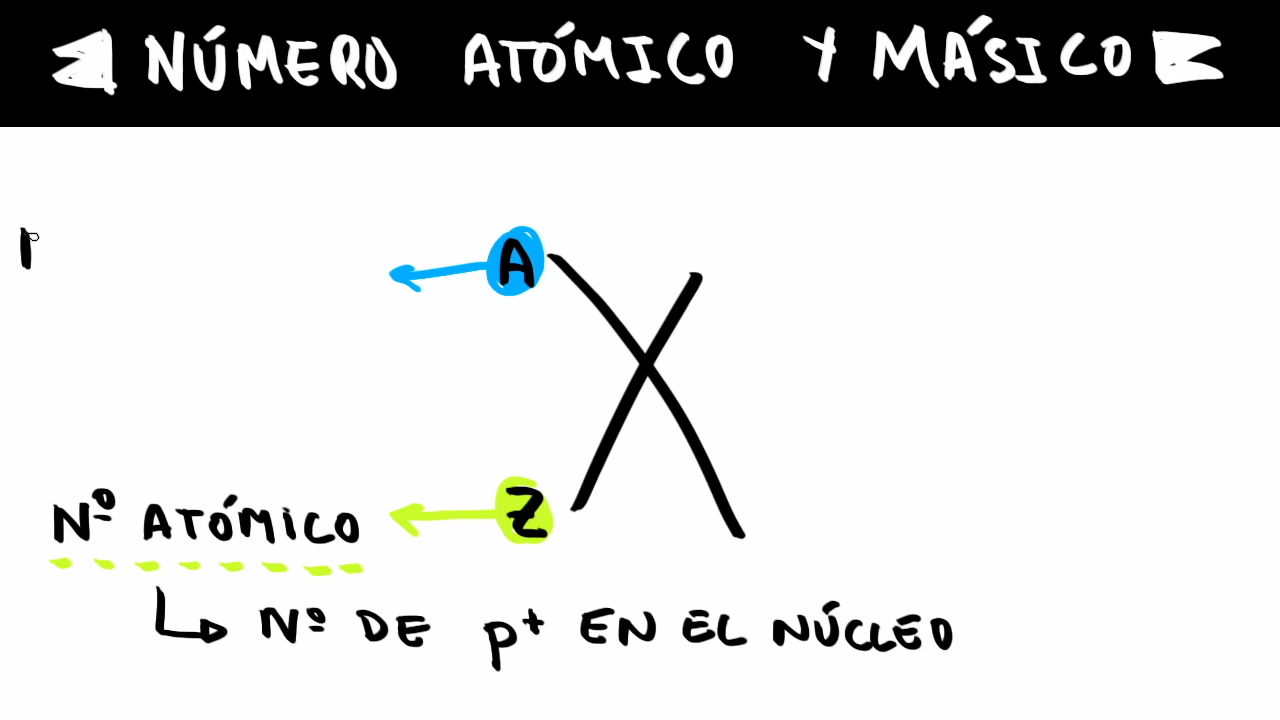 NÚMERO ATÓMICO Y MÁSICO
A
X
Z
Nº ATÓMICO
Nº DE p+ EN EL NÚCLEO